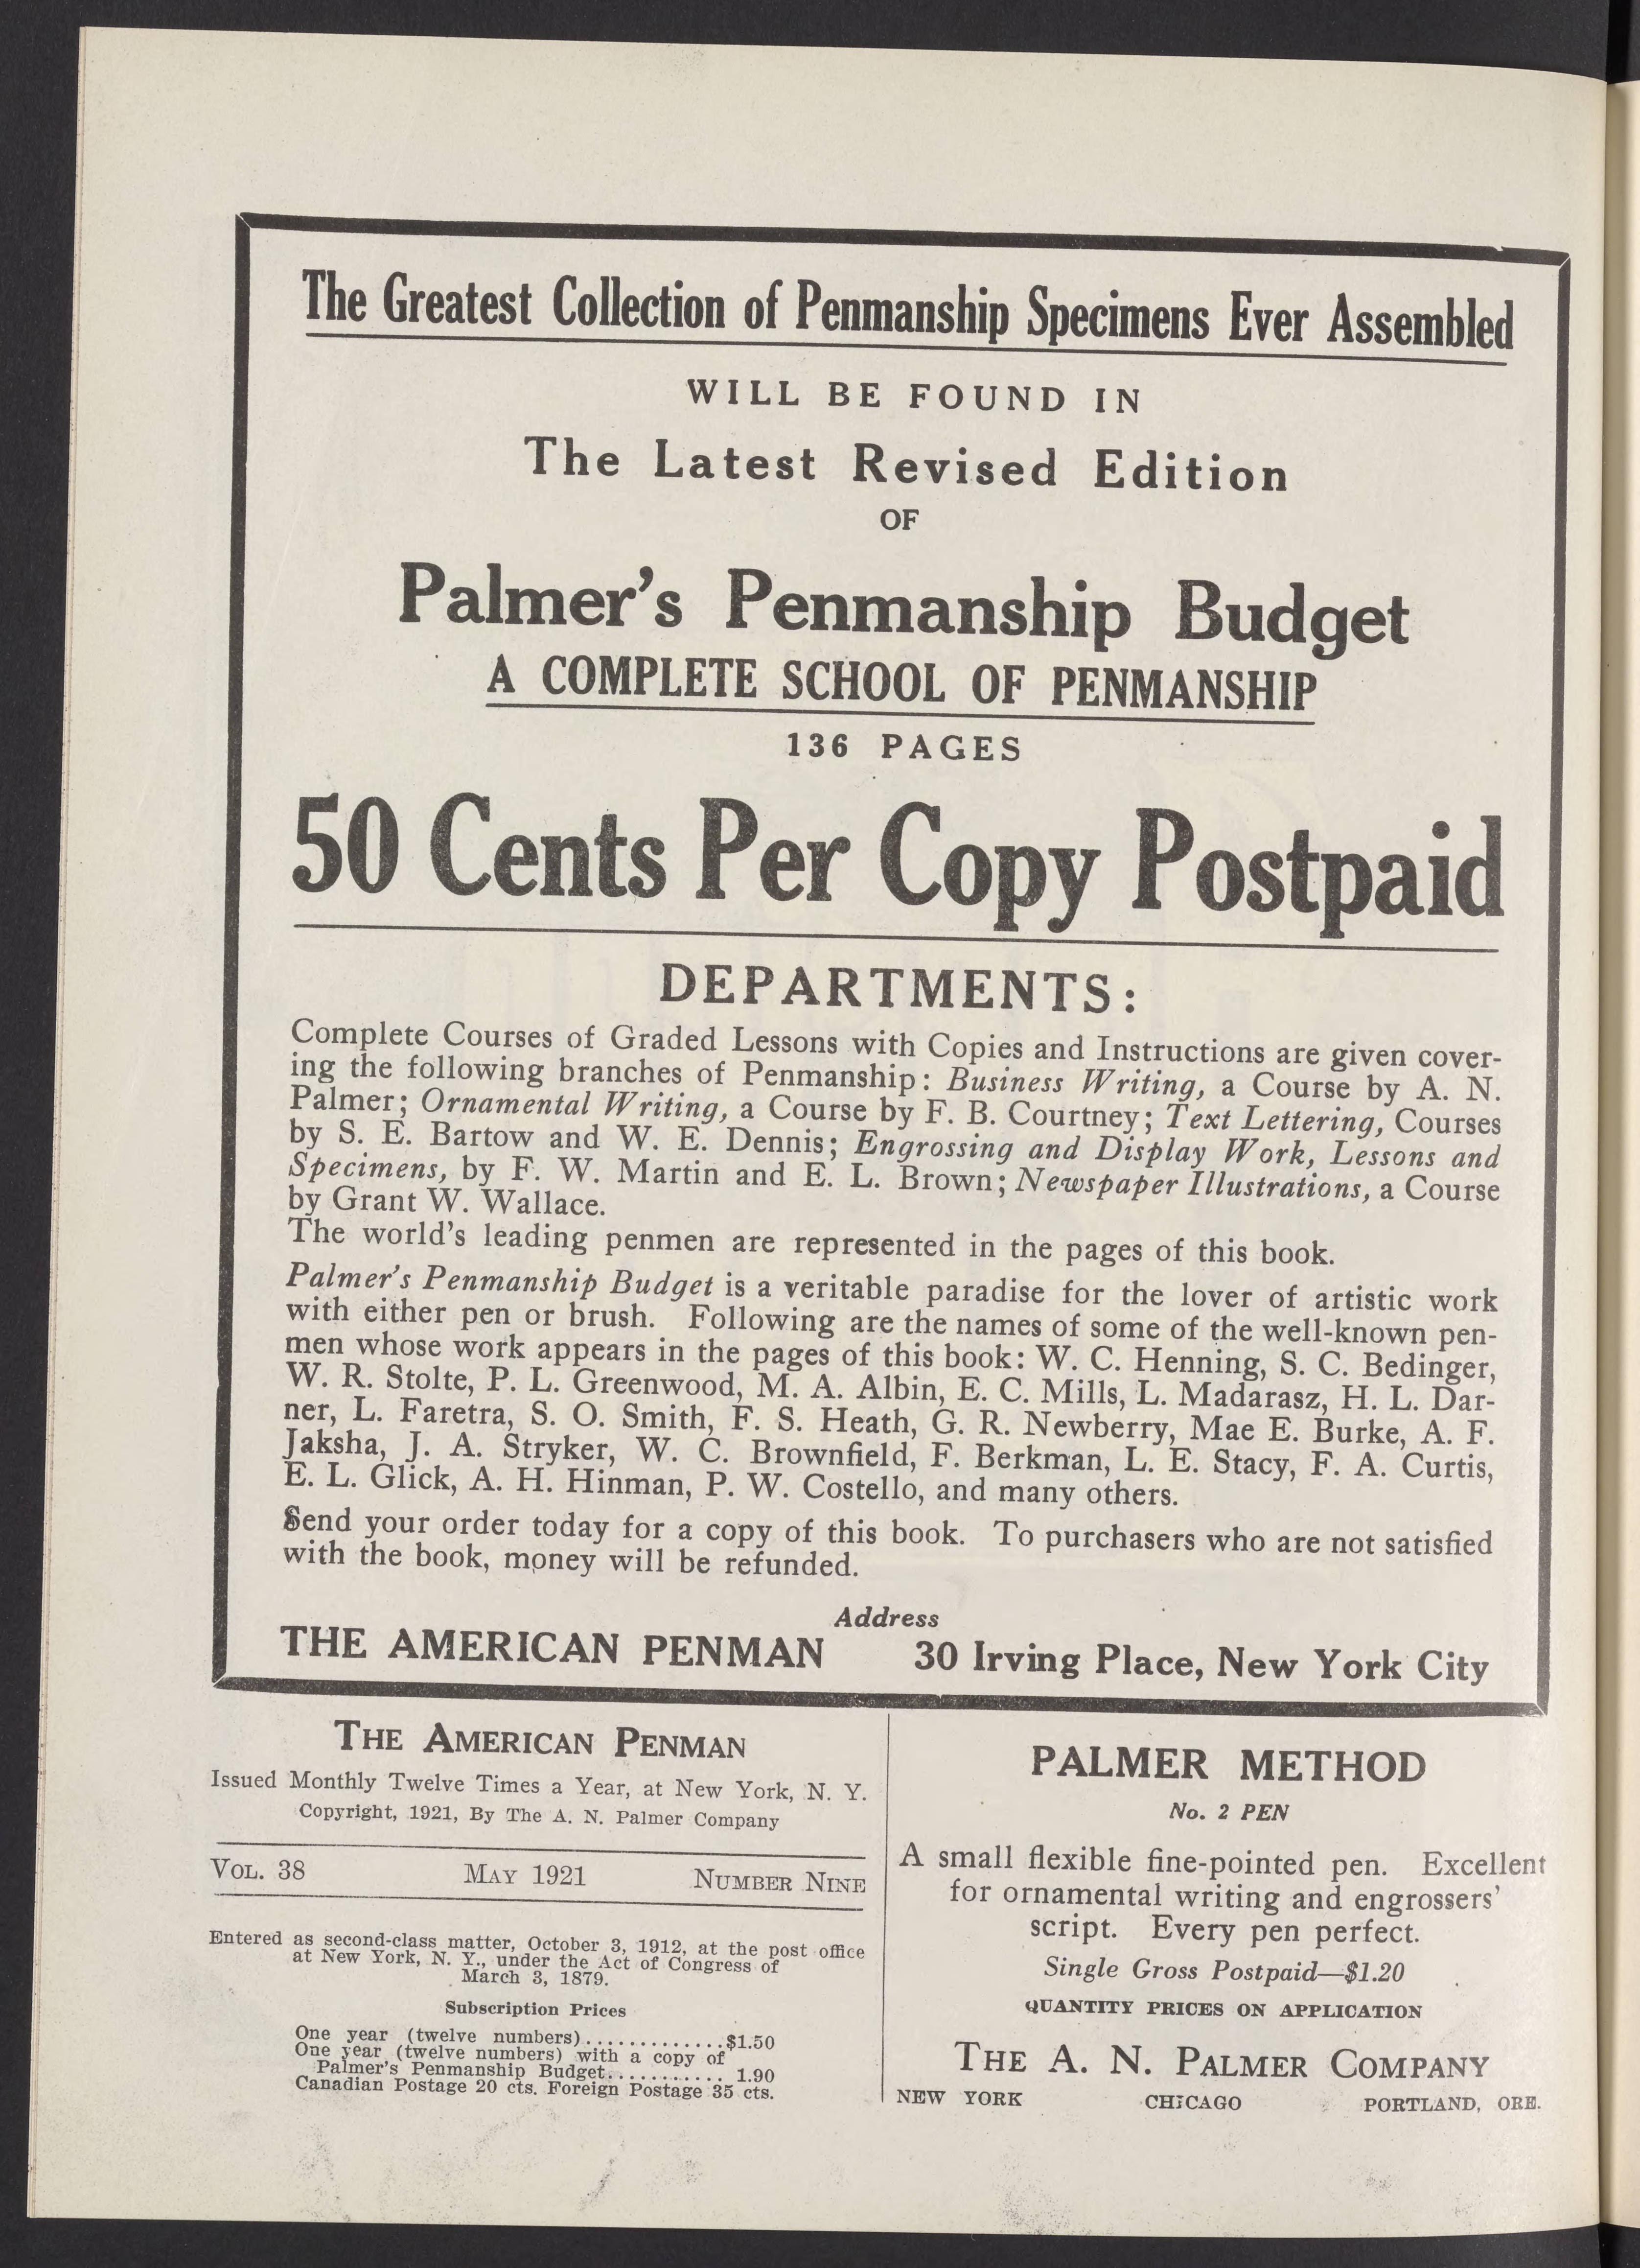 The Greatest Collection of Penmanship Specimens Ever Assembled
WILL BE FOUND IN
The Latest Revised Edition
OF
Palmer's Penmanship Budget
A COMPLETE SCHOOL OF PENMANSHIP
136 PAGES
50 Cents Per Copy Postpaid
DEPARTMENTS:
Complete Courses of Graded Lessons with Copies and Instructions are given cover-
ing the following branches of Penmanship: Business Writing, a Course by A. N.
Palmer; Ornamental Writing, a Course by F. B. Courtney; Text Lettering, Courses
by S. E. Bartow and W. E. Dennis; Engrossing and Display Work, Lessons and
Specimens, by F. W. Martin and E. L. Brown; Newspaper Illustrations, a Course
by Grant W. Wallace.
The world's leading penmen are represented in the pages of this book.
Palmer's Penmanship Budget is a veritable paradise for the lover of artistic work
with either pen or brush. Following are the names of some of the well-known pen-
men whose work appears in the pages of this book: W. C. Henning, S. C. Bedinger,
W. R. Stolte, P. L. Greenwood, M. A. Albin, E. C. Mills, L. Madarasz, H. L. Dar-
ner, L. Faretra, S. O. Smith, F. S. Heath, G. R. Newberry, Mae E. Burke, A. F.
Jaksha, J. A. Stryker, W. C. Brownfield, F. Berkman, L. E. Stacy, F. A. Curtis,
E. L. Glick, A. H. Hinman, P. W. Costello, and many others.
Send your order today for a copy of this book. To purchasers who are not satisfied
with the book, money will be refunded.
Address
THE AMERICAN PENMAN 30 Irving Place, New York City
THE AMERICAN PENMAN
Issued Monthly Twelve Times a Year, at New York, N. Y.
Copyright, 1921, By The A. N. Palmer Company
VOL. 38 MAY 1921 NUMBER NINE
Entered as second-class matter, October 3, 1912, at the post office
at New York, N. Y., under the Act of Congress of
March 3, 1879.
Subscription Prices
One year (twelve numbers).............$1.50
One year (twelve numbers) with a copy of
Palmer's Penmanship Budget........... 1.90
Canadian Postage 20 cts. Foreign Postage 35 cts.
PALMER METHOD
No. 2 PEN
A small flexible fine-pointed pen. Excellent
for ornamental writing and engrossers'
script. Every pen perfect.
Single Gross Postpaid—$1.20
QUANTITY PRICES ON APPLICATION
THE A. N. PALMER COMPANY
NEW YORK CHICAGO PORTLAND, ORE.